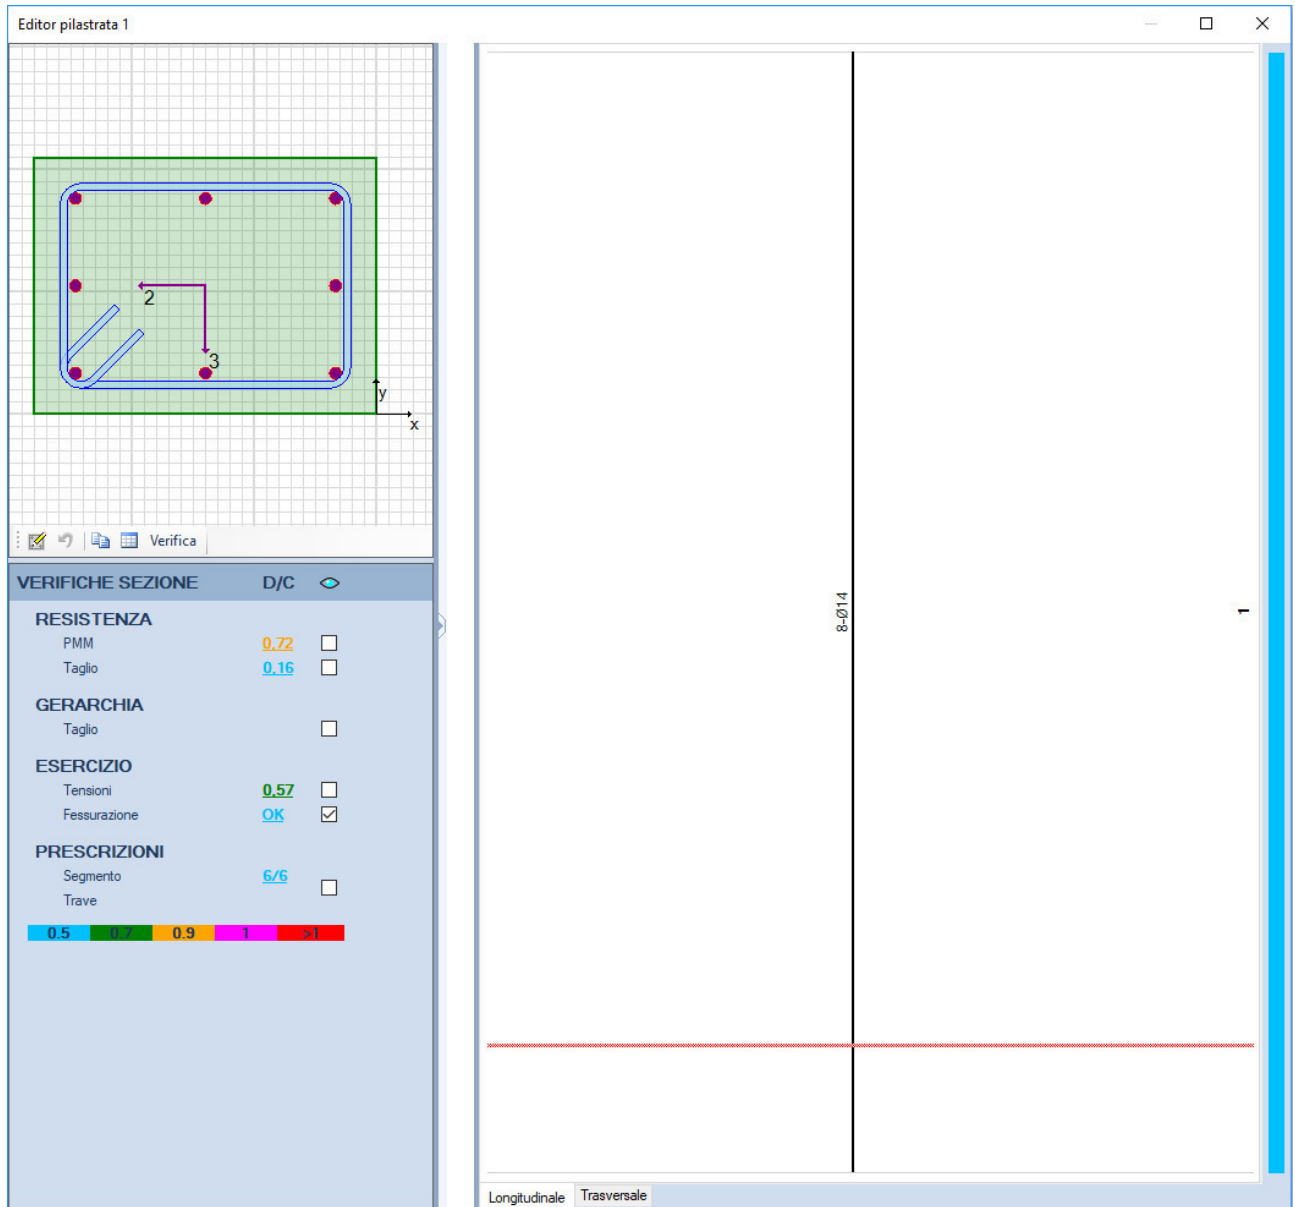 Editor pilastrata 1
2
3
y
x
Verifica
VERIFICHE SEZIONE D/C
RESISTENZA
PMM 0,72
Taglio 0,16
GERARCHIA
Taglio
ESERCIZIO
Tensioni 0,57
Fessurazione OK
PRESCRIZIONI
Segmento 6/6
Trave
0.5 0.7 0.9 1 >1
8-Ø14
1
Longitudinale Trasversale